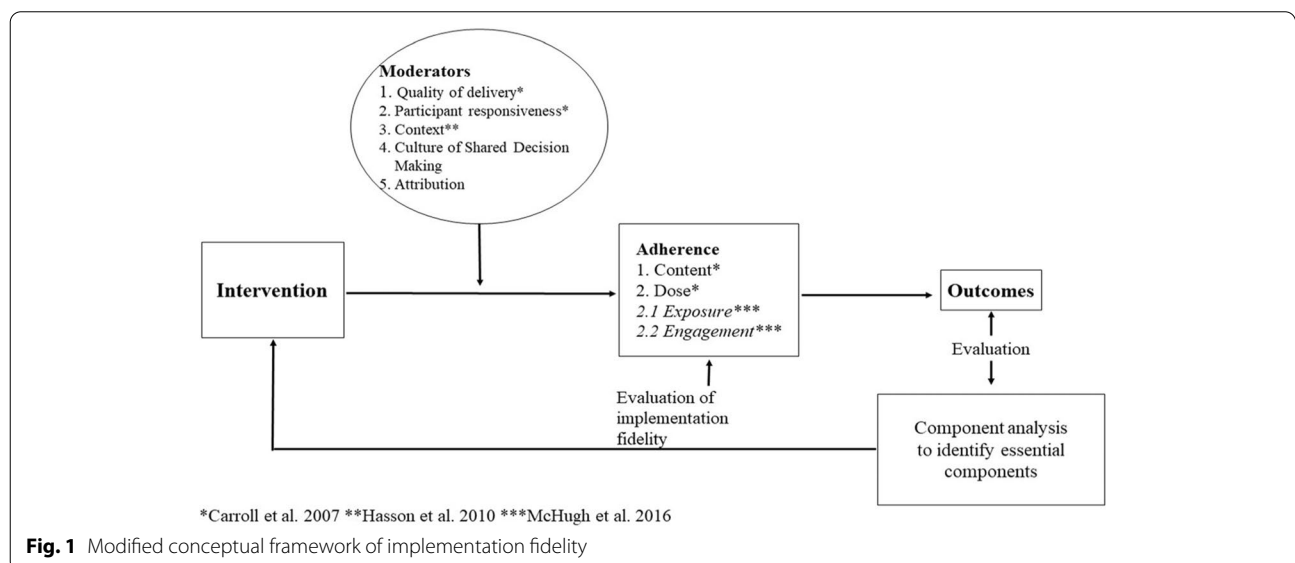 Moderators
1. Quality of delivery*
2. Participant responsiveness*
3. Context**
4. Culture of Shared Decision
Making
5. Attribution
Intervention
Adherence
1. Content*
2. Dose*
2.1 Exposure***
2.2 Engagement***
Outcomes
Evaluation
Evaluation of
implementation
fidelity
Component analysis
to identify essential
components
*Carroll et al. 2007 **Hasson et al. 2010 ***McHugh et al. 2016
Fig. 1 Modified conceptual framework of implementation fidelity